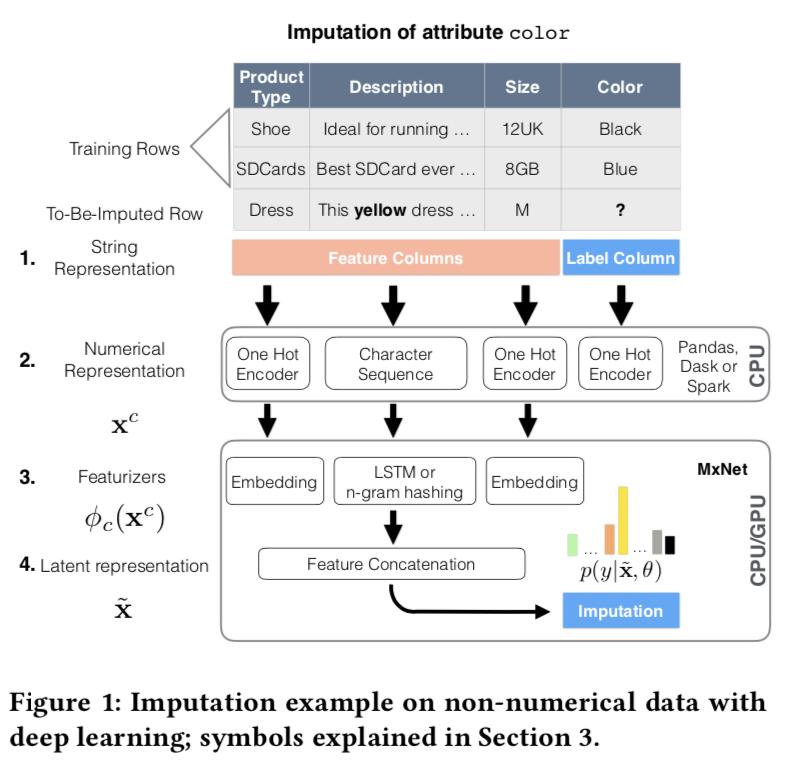 Imputation of attribute color
Product Type Description Size Color
Training Rows
Shoe Ideal for running … 12UK Black
SDCards Best SDCard ever … 8GB Blue
To-Be-Imputed Row Dress This yellow dress … M ?
1. String Representation
Feature Columns Label Column
2. Numerical Representation
One Hot Encoder
Character Sequence
One Hot Encoder
One Hot Encoder
Pandas, Dask or Spark
CPU
x^c
3. Featurizers
Embedding
LSTM or n-gram hashing
Embedding
MxNet
CPU/GPU
ϕ_c(x^c)
... ...
p(y|x̃, θ)
4. Latent representation
Feature Concatenation
x̃
Imputation
Figure 1: Imputation example on non-numerical data with
deep learning; symbols explained in Section 3.